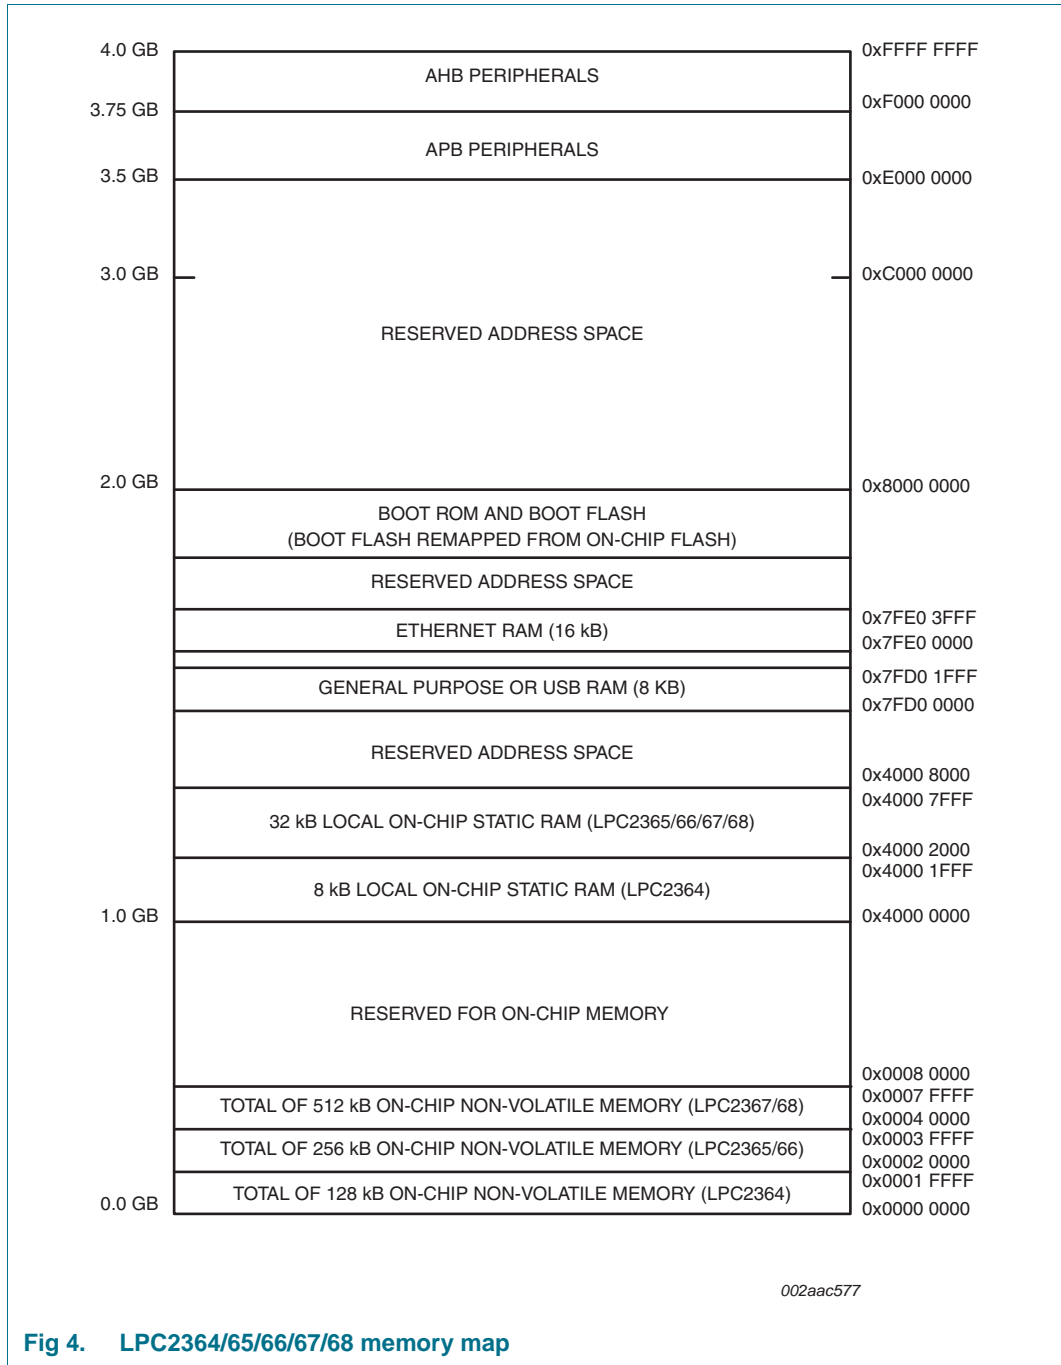 4.0 GB
0xFFFF FFFF
AHB PERIPHERALS
3.75 GB
0xF000 0000
APB PERIPHERALS
3.5 GB
0xE000 0000
3.0 GB
0xC000 0000
RESERVED ADDRESS SPACE
2.0 GB
0x8000 0000
BOOT ROM AND BOOT FLASH
(BOOT FLASH REMAPPED FROM ON-CHIP FLASH)
RESERVED ADDRESS SPACE
0x7FE0 3FFF
ETHERNET RAM (16 kB)
0x7FE0 0000
0x7FD0 1FFF
GENERAL PURPOSE OR USB RAM (8 KB)
0x7FD0 0000
RESERVED ADDRESS SPACE
0x4000 8000
0x4000 7FFF
32 kB LOCAL ON-CHIP STATIC RAM (LPC2365/66/67/68)
0x4000 2000
0x4000 1FFF
8 kB LOCAL ON-CHIP STATIC RAM (LPC2364)
1.0 GB
0x4000 0000
RESERVED FOR ON-CHIP MEMORY
0x0008 0000
0x0007 FFFF
TOTAL OF 512 kB ON-CHIP NON-VOLATILE MEMORY (LPC2367/68)
0x0004 0000
0x0003 FFFF
TOTAL OF 256 kB ON-CHIP NON-VOLATILE MEMORY (LPC2365/66)
0x0002 0000
0x0001 FFFF
TOTAL OF 128 kB ON-CHIP NON-VOLATILE MEMORY (LPC2364)
0.0 GB
0x0000 0000
002aac577
Fig 4. LPC2364/65/66/67/68 memory map